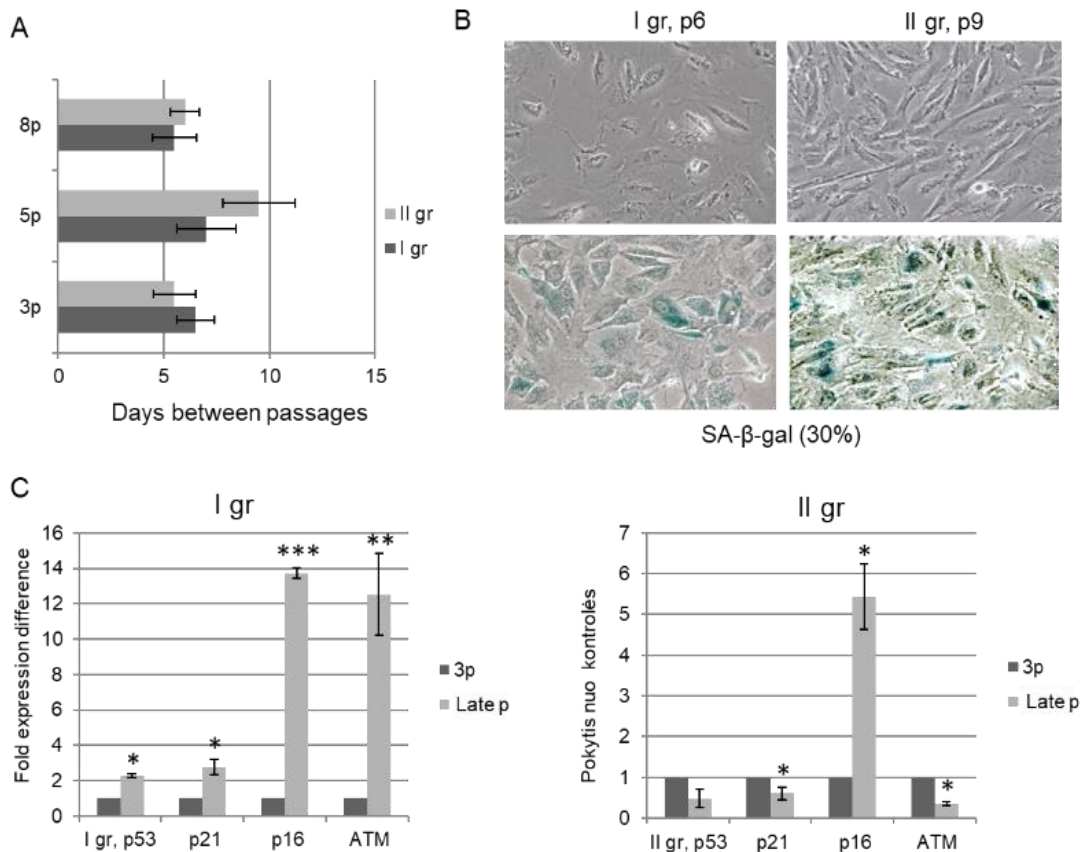 A
8p
5p
3p
II gr
I gr
0 5 10 15
Days between passages
B
I gr, p6 II gr, p9
SA-β-gal (30%)
C
I gr
Fold expression difference
16
14
12
10
8
6
4
2
0
* * *** **
I gr, p53 p21 p16 ATM
3p
Late p
II gr
Pokytis nuo kontrolės
7
6
5
4
3
2
1
0
* * *
II gr, p53 p21 p16 ATM
3p
Late p